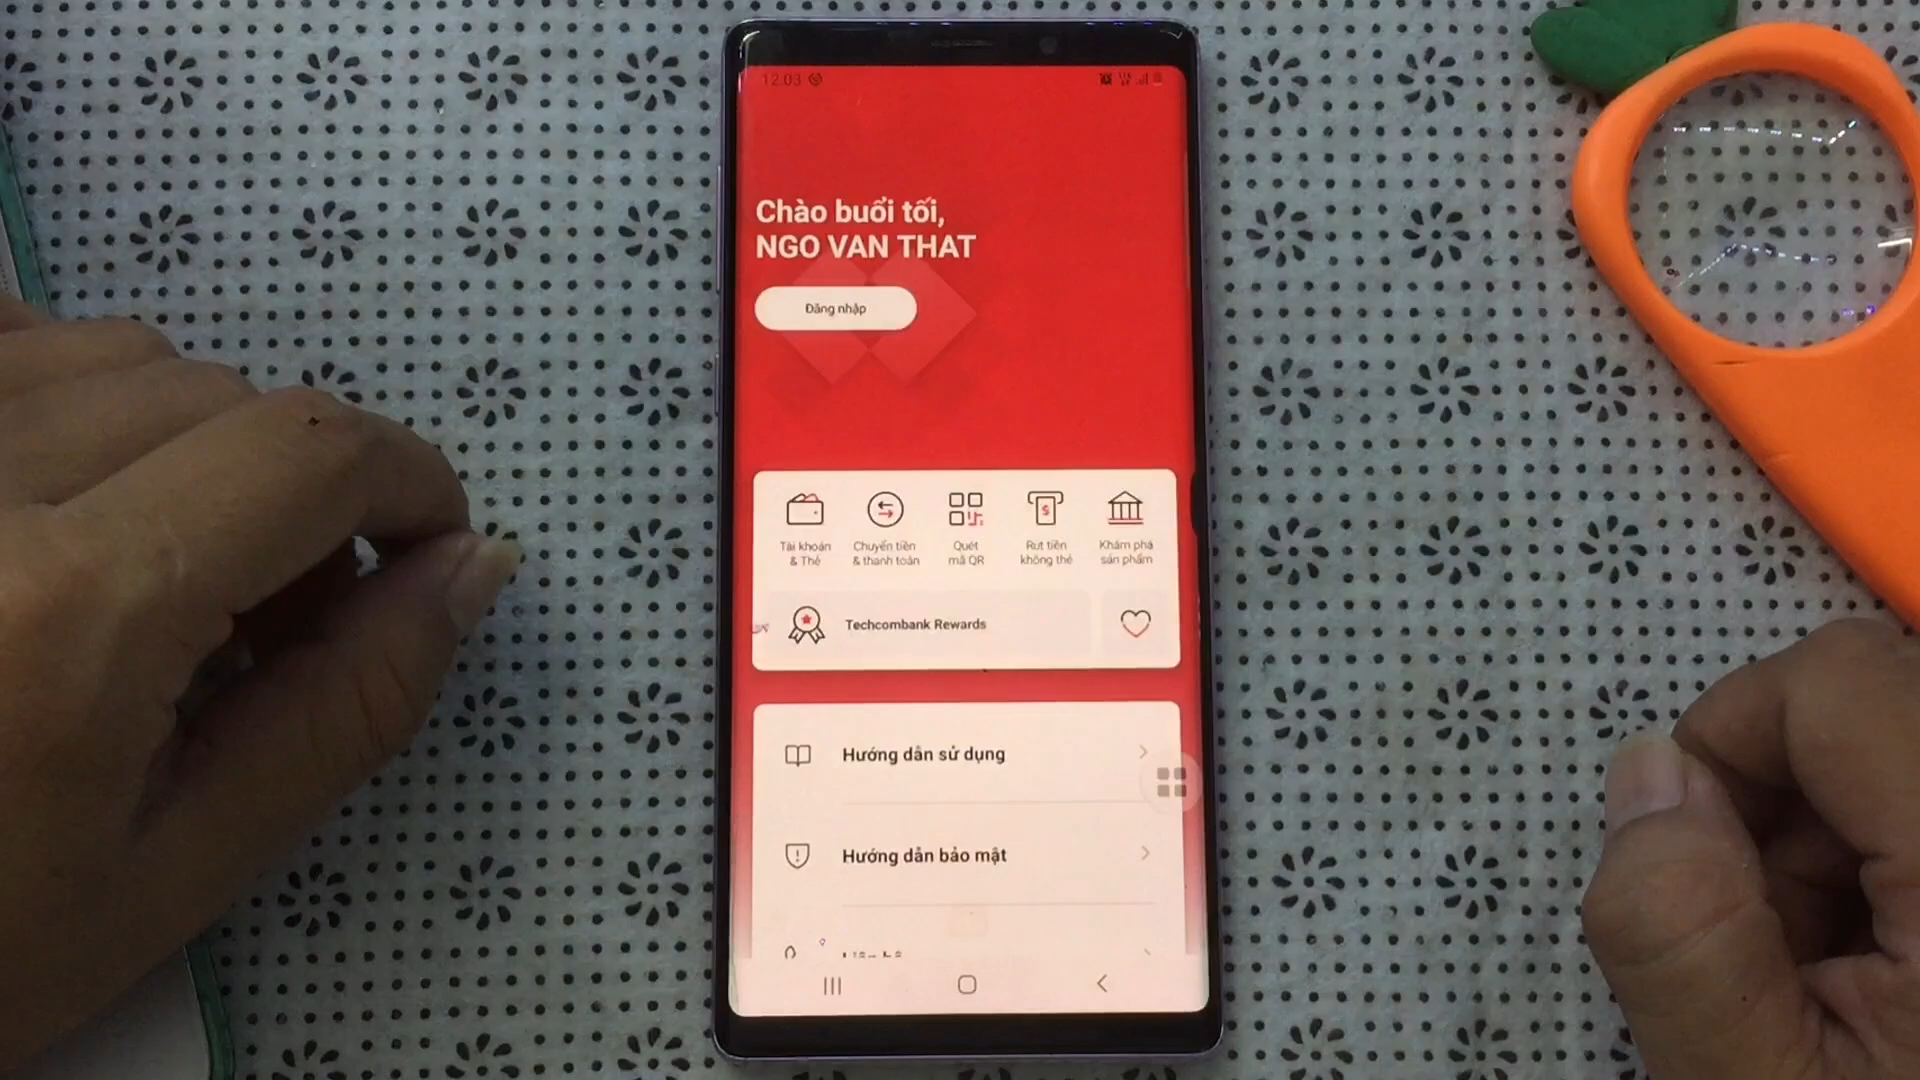 12:03
Chào buổi tối,
NGO VAN THAT
Đăng nhập
Tài khoản
& Thẻ
Chuyển tiền
& thanh toán
Quét
mã QR
Rút tiền
không thẻ
Khám phá
sản phẩm
Techcombank Rewards
Hướng dẫn sử dụng
Hướng dẫn bảo mật